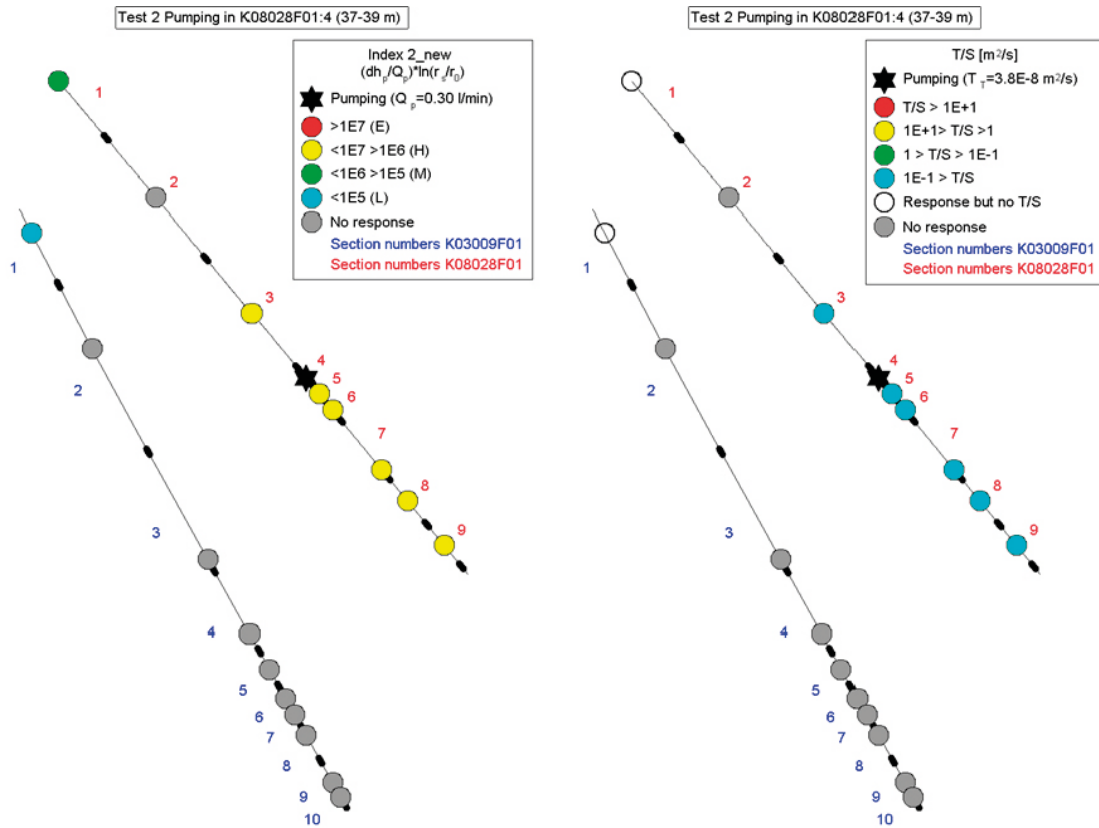 Test 2 Pumping in K08028F01:4 (37-39 m)
Index 2_new
(dhₚ/Qₚ)*ln(rₛ/r₀)
Pumping (Q ₚ=0.30 l/min)
>1E7 (E)
<1E7 >1E6 (H)
<1E6 >1E5 (M)
<1E5 (L)
No response
Section numbers K03009F01
Section numbers K08028F01
1
2
3
4
5
6
7
8
9
1
2
3
4
5
6
7
8
9
10
Test 2 Pumping in K08028F01:4 (37-39 m)
T/S [m²/s]
Pumping (T T=3.8E-8 m²/s)
T/S > 1E+1
1E+1> T/S >1
1 > T/S > 1E-1
1E-1 > T/S
Response but no T/S
No response
Section numbers K03009F01
Section numbers K08028F01
1
2
3
4
5
6
7
8
9
1
2
3
4
5
6
7
8
9
10